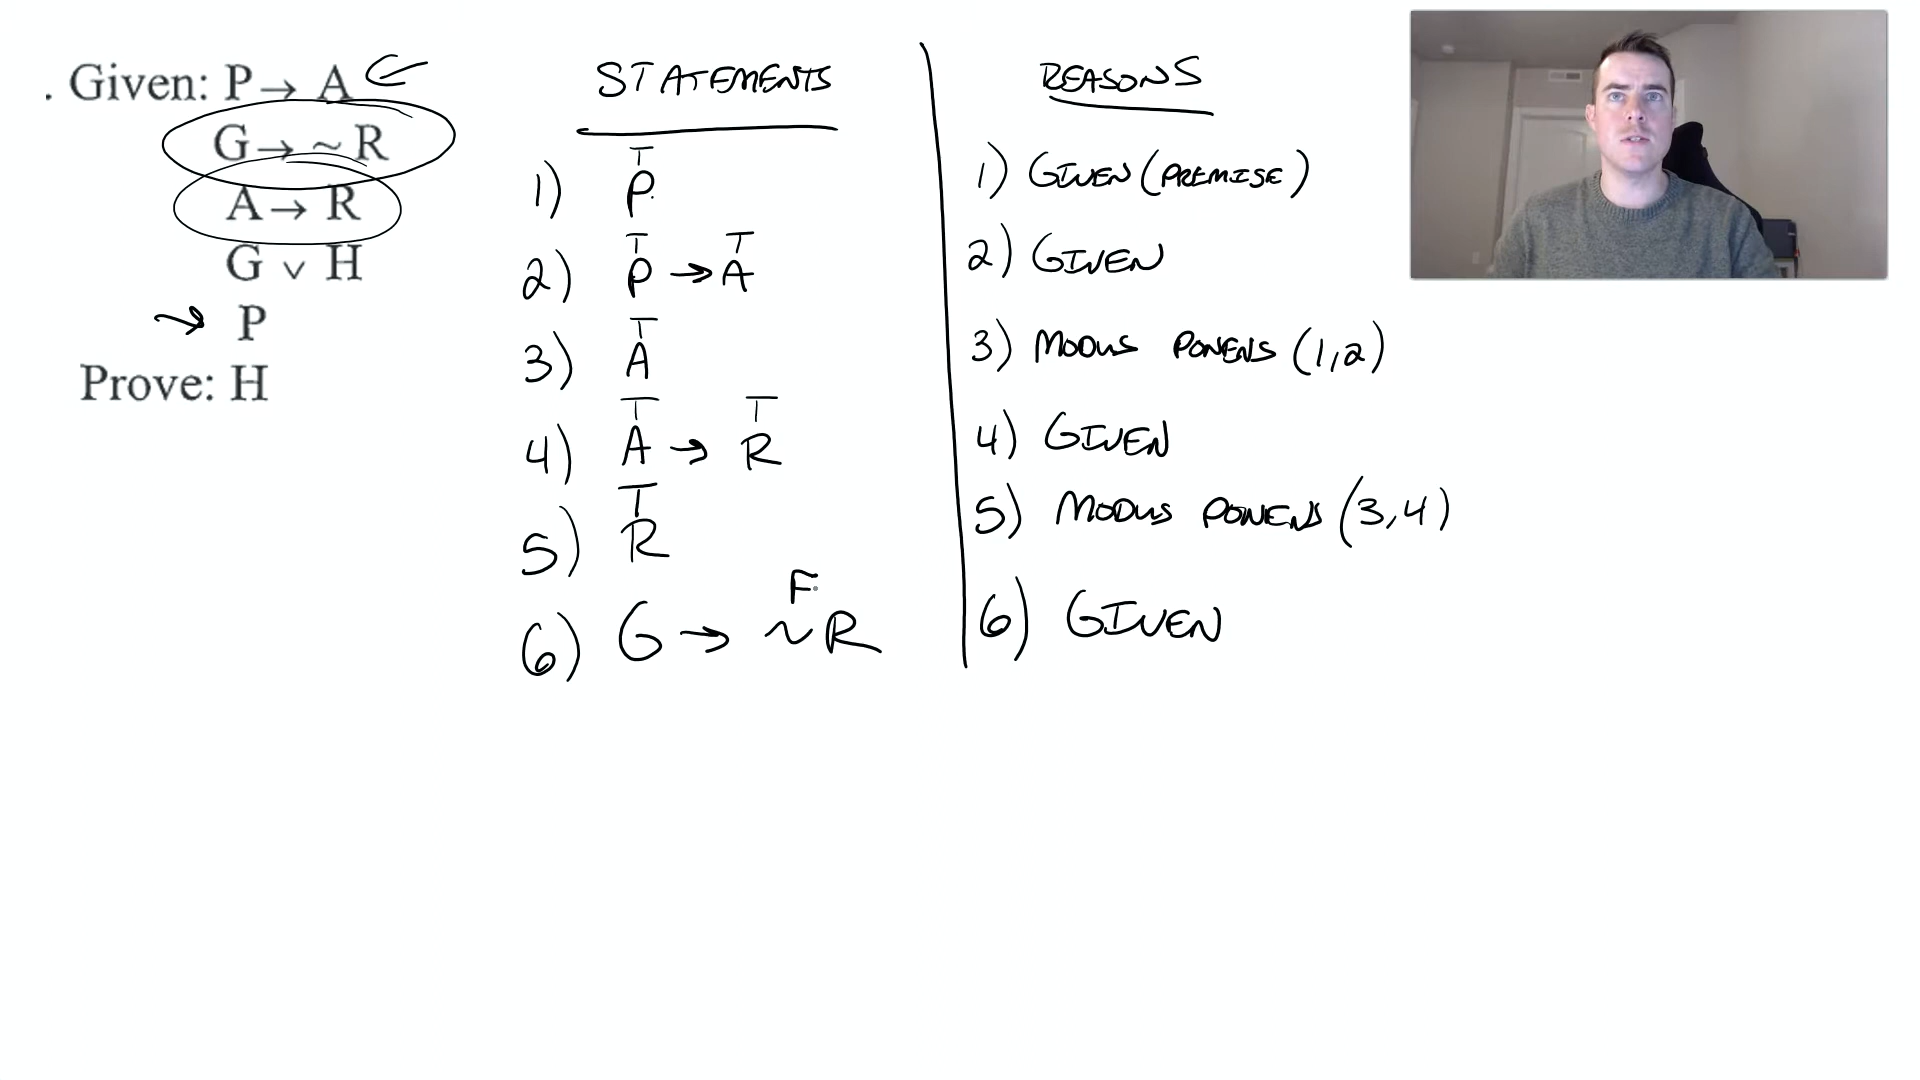 . Given: P → A ←
G → ~ R
A → R
G ∨ H
→ P
Prove: H
STATEMENTS
T
1) P
T T
2) P → A
T
3) A
T T
4) A → R
T
5) R
F
6) G → ~R
REASONS
1) GIVEN (PREMISE)
2) GIVEN
3) MODUS PONENS (1,2)
4) GIVEN
5) MODUS PONENS (3,4)
6) GIVEN